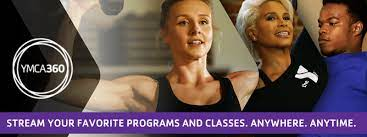 YMCA360
STREAM YOUR FAVORITE PROGRAMS AND CLASSES. ANYWHERE. ANYTIME.